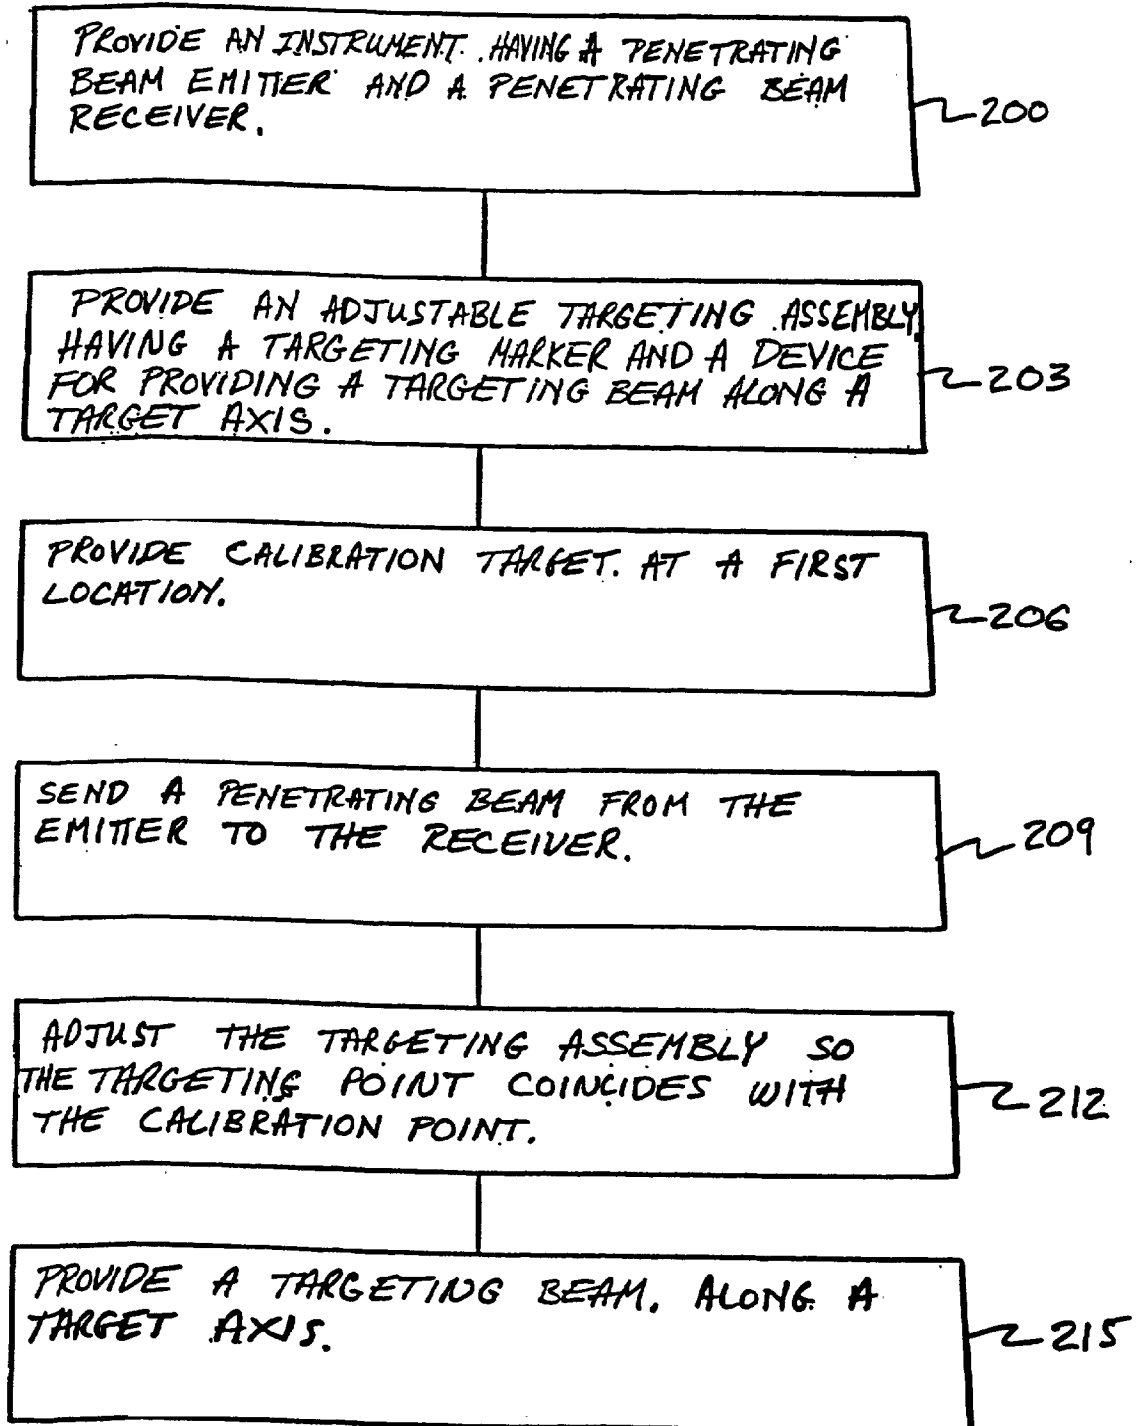 PROVIDE AN INSTRUMENT. HAVING A PENETRATING
BEAM EMITTER AND A PENETRATING BEAM
RECEIVER.
200
PROVIDE AN ADJUSTABLE TARGETING ASSEMBLY
HAVING A TARGETING MARKER AND A DEVICE
FOR PROVIDING A TARGETING BEAM ALONG A
TARGET AXIS.
203
PROVIDE CALIBRATION TARGET. AT A FIRST
LOCATION.
206
SEND A PENETRATING BEAM FROM THE
EMITTER TO THE RECEIVER.
209
ADJUST THE TARGETING ASSEMBLY SO
THE TARGETING POINT COINCIDES WITH
THE CALIBRATION POINT.
212
PROVIDE A TARGETING BEAM. ALONG A
TARGET AXIS.
215